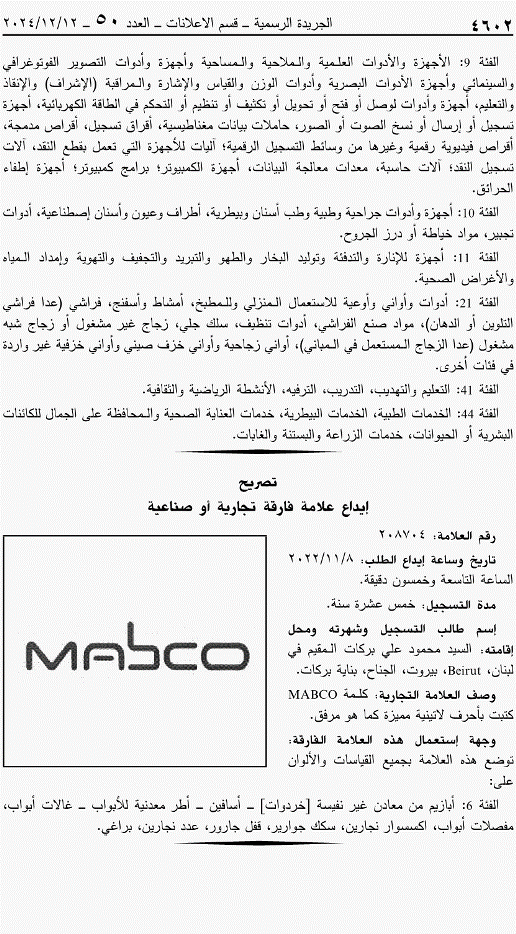 ٤٦٠٢ الجريدة الرسمية ـ قسم الاعلانات ـ العدد ٥٠ ـ ٢٠٢٤/١٢/١٢
الفئة 9: الأجهزة والأدوات العلمية والملاحية والمساحية وأجهزة وأدوات التصوير الفوتوغرافي
والسينمائي وأجهزة الأدوات البصرية وأدوات الوزن والقياس والإشارة والمراقبة (الإشراف) والإنقاذ
والتعليم، أجهزة وأدوات لوصل أو فتح أو تحويل أو تكثيف أو تنظيم أو التحكم في الطاقة الكهربائية، أجهزة
تسجيل أو إرسال أو نسخ الصوت أو الصور، حاملات بيانات مغناطيسية، أقراق تسجيل، أقراص مدمجة،
أقراص فيديوية رقمية وغيرها من وسائط التسجيل الرقمية؛ آليات للأجهزة التي تعمل بقطع النقد، آلات
تسجيل النقد؛ آلات حاسبة، معدات معالجة البيانات، أجهزة الكمبيوتر؛ برامج كمبيوتر؛ أجهزة إطفاء
الحرائق.
الفئة 10: أجهزة وأدوات جراحية وطبية وطب أسنان وبيطرية، أطراف وعيون وأسنان إصطناعية، أدوات
تجبير، مواد خياطة أو درز الجروح.
الفئة 11: أجهزة للإنارة والتدفئة وتوليد البخار والطهو والتبريد والتجفيف والتهوية وإمداد المياه
والأغراض الصحية.
الفئة 21: أدوات وأواني وأوعية للاستعمال المنزلي وللمطبخ، أمشاط وأسفنج، فراشي (عدا فراشي
التلوين أو الدهان)، مواد صنع الفراشي، أدوات تنظيف، سلك جلي، زجاج غير مشغول أو زجاج شبه
مشغول (عدا الزجاج المستعمل في المباني)، أواني زجاجية وأواني خزف صيني وأواني خزفية غير واردة
في فئات أخرى.
الفئة 41: التعليم والتهذيب، التدريب، الترفيه، الأنشطة الرياضية والثقافية.
الفئة 44: الخدمات الطبية، الخدمات البيطرية، خدمات العناية الصحية والمحافظة على الجمال للكائنات
البشرية أو الحيوانات، خدمات الزراعة والبستنة والغابات.
تصريح
إيداع علامة فارقة تجارية أو صناعية
رقم العلامة: ٢٠٨٧٠٤
تاريخ وساعة إيداع الطلب: ٢٠٢٢/١١/٨
الساعة التاسعة وخمسون دقيقة.
مدة التسجيل: خمس عشرة سنة.
إسم طالب التسجيل وشهرته ومحل
إقامته: السيد محمود علي بركات المقيم في
لبنان، Beirut، بيروت، الجناح، بناية بركات.
وصف العلامة التجارية: كلمة MABCO
كتبت بأحرف لاتينية مميزة كما هو مرفق.
وجهة إستعمال هذه العلامة الفارقة:
توضع هذه العلامة بجميع القياسات والألوان
على:
MABCO
الفئة 6: أبازيم من معادن غير نفيسة [خردوات] ـ أسافين ـ أطر معدنية للأبواب ـ غالات أبواب،
مفصلات أبواب، اكسسوار نجارين، سكك جوارير، قفل جارور، عدد نجارين، براغي.